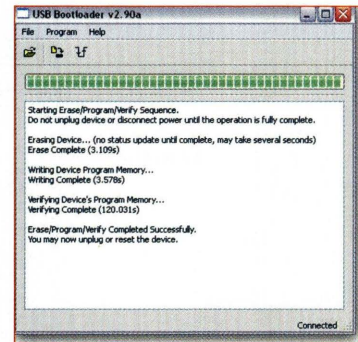 USB Bootloader v2.90a
File Program Help
Starting Erase/Program/Verify Sequence.
Do not unplug device or disconnect power until the operation is fully complete.
Erasing Device... (no status update until complete, may take several seconds)
Erase Complete (3.109s)
Writing Device Program Memory...
Writing Complete (3.578s)
Verifying Device's Program Memory...
Verifying Complete (120.031s)
Erase/Program/Verify Completed Successfully.
You may now unplug or reset the device.
Connected